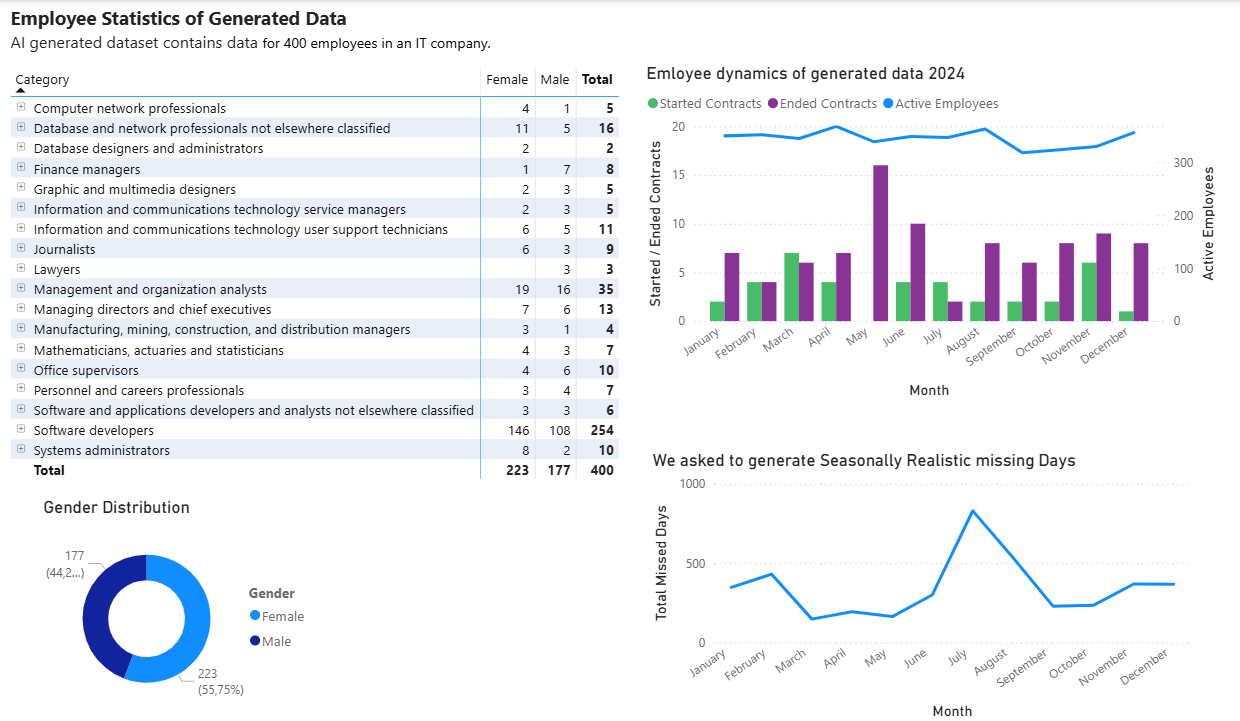 Employee Statistics of Generated Data
AI generated dataset contains data for 400 employees in an IT company.
Category Female Male Total
Computer network professionals 4 1 5
Database and network professionals not elsewhere classified 11 5 16
Database designers and administrators 2 2
Finance managers 1 7 8
Graphic and multimedia designers 2 3 5
Information and communications technology service managers 2 3 5
Information and communications technology user support technicians 6 5 11
Journalists 6 3 9
Lawyers 3 3
Management and organization analysts 19 16 35
Managing directors and chief executives 7 6 13
Manufacturing, mining, construction, and distribution managers 3 1 4
Mathematicians, actuaries and statisticians 4 3 7
Office supervisors 4 6 10
Personnel and careers professionals 3 4 7
Software and applications developers and analysts not elsewhere classified 3 3 6
Software developers 146 108 254
Systems administrators 8 2 10
Total 223 177 400
Gender Distribution
177
(44,2...)
Gender
Female
Male
223
(55,75%)
Emloyee dynamics of generated data 2024
Started Contracts Ended Contracts Active Employees
Started / Ended Contracts
20
15
10
5
0
300
200
100
0
Active Employees
January February March April May June July August September October November December
Month
We asked to generate Seasonally Realistic missing Days
Total Missed Days
1000
500
0
January February March April May June July August September October November December
Month